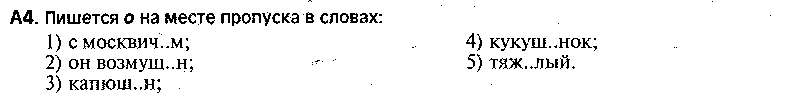 А4. Пишется о на месте пропуска в словах:
1) с москвич..м; 4) кукуш..нок;
2) он возмущ..н; 5) тяж..лый.
3) капюш..н;